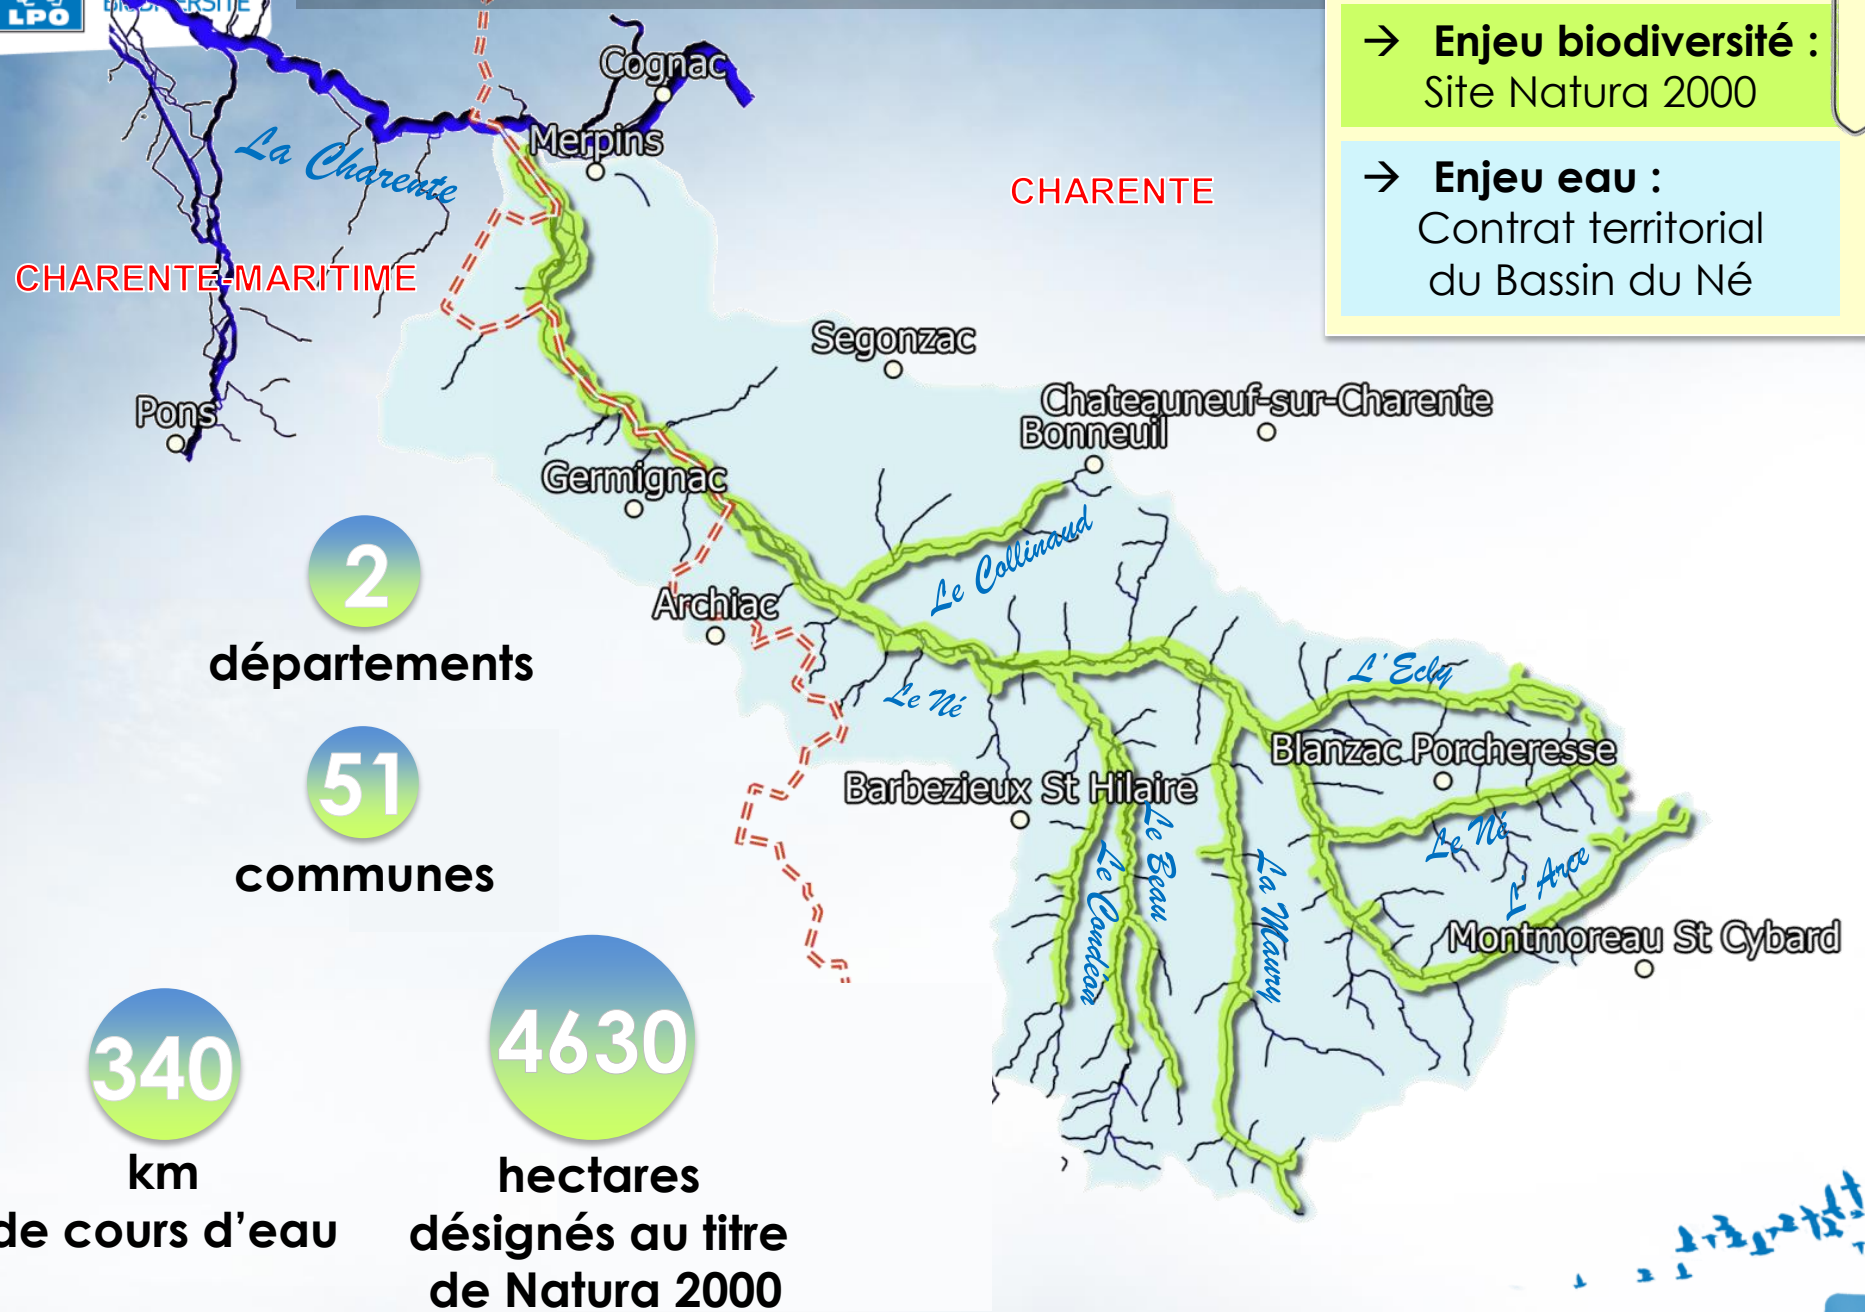 LPO
BIODIVERSITÉ
→ Enjeu biodiversité :
Site Natura 2000
→ Enjeu eau :
Contrat territorial
du Bassin du Né
Cognac
Merpins
La Charente
CHARENTE
CHARENTE-MARITIME
Segonzac
Pons
Chateauneuf-sur-Charente
Bonneuil
Germignac
Le Collinaud
Archiac
2
départements
Le Né
L'Ecly
Blanzac Porcheresse
Barbezieux St Hilaire
51
communes
Le Beau
Le Condéon
La Maury
Le Né
L'Arce
Montmoreau St Cybard
340
km
de cours d'eau
4630
hectares
désignés au titre
de Natura 2000